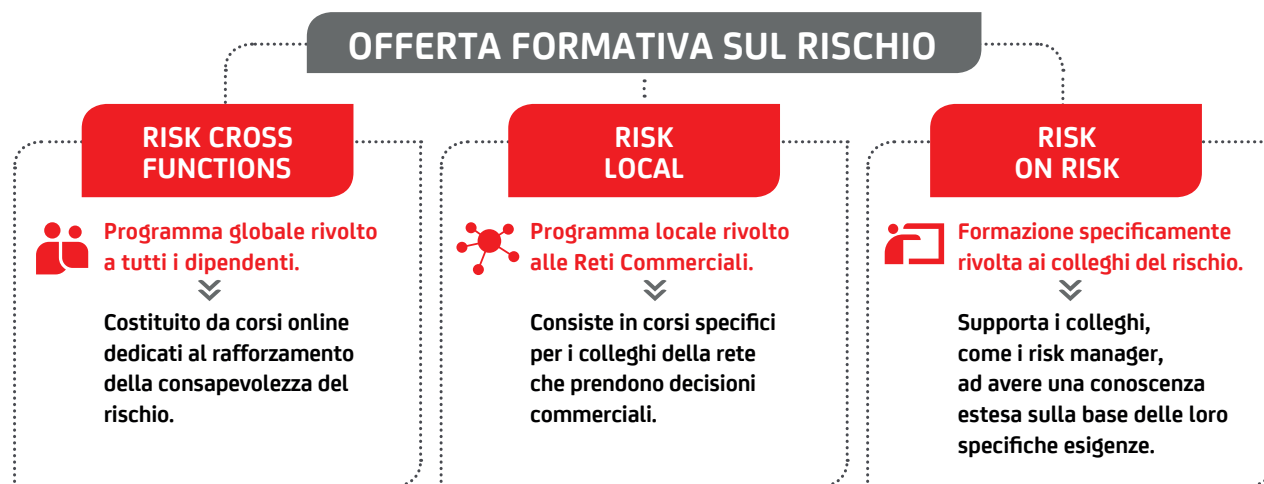 OFFERTA FORMATIVA SUL RISCHIO
RISK CROSS
FUNCTIONS
Programma globale rivolto
a tutti i dipendenti.
Costituito da corsi online
dedicati al rafforzamento
della consapevolezza del
rischio.
RISK
LOCAL
Programma locale rivolto
alle Reti Commerciali.
Consiste in corsi specifici
per i colleghi della rete
che prendono decisioni
commerciali.
RISK
ON RISK
Formazione specificamente
rivolta ai colleghi del rischio.
Supporta i colleghi,
come i risk manager,
ad avere una conoscenza
estesa sulla base delle loro
specifiche esigenze.